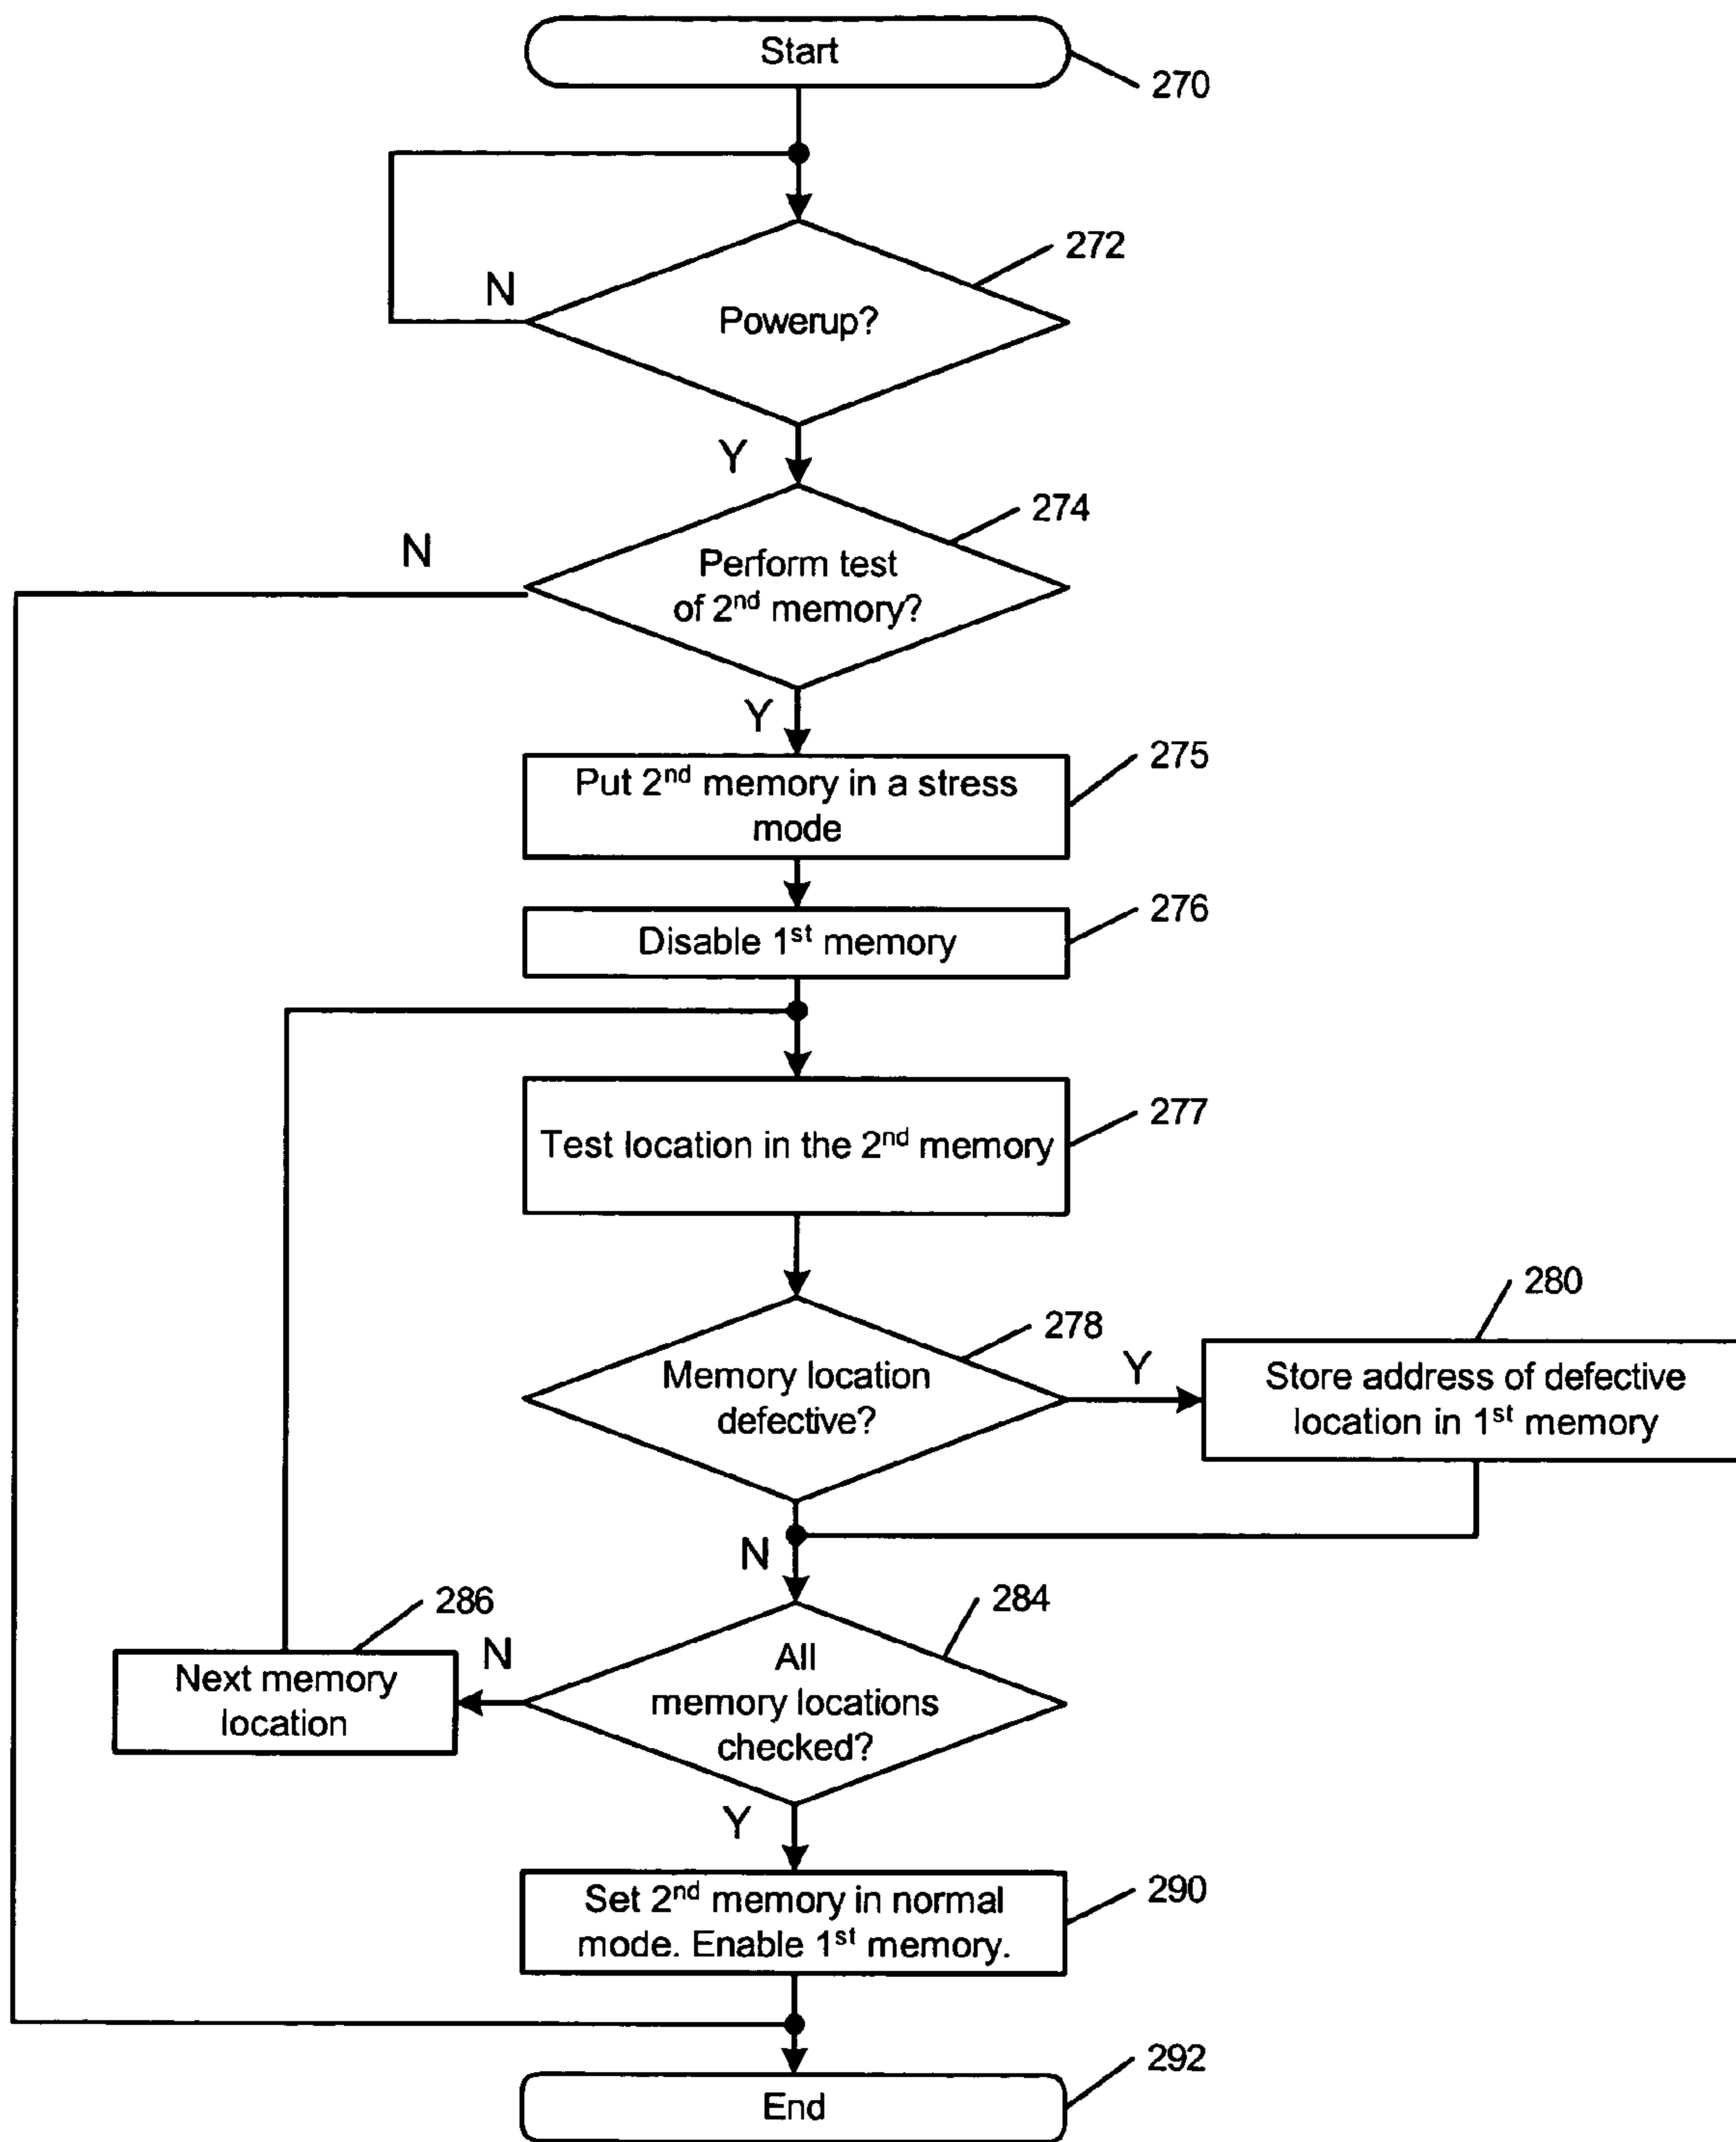 Start
270
272
N
Powerup?
Y
274
N
Perform test
of 2nd memory?
Y
275
Put 2nd memory in a stress
mode
276
Disable 1st memory
277
Test location in the 2nd memory
278
280
Memory location
defective?
Y
Store address of defective
location in 1st memory
N
284
286
N
All
memory locations
checked?
Next memory
location
Y
290
Set 2nd memory in normal
mode. Enable 1st memory.
292
End